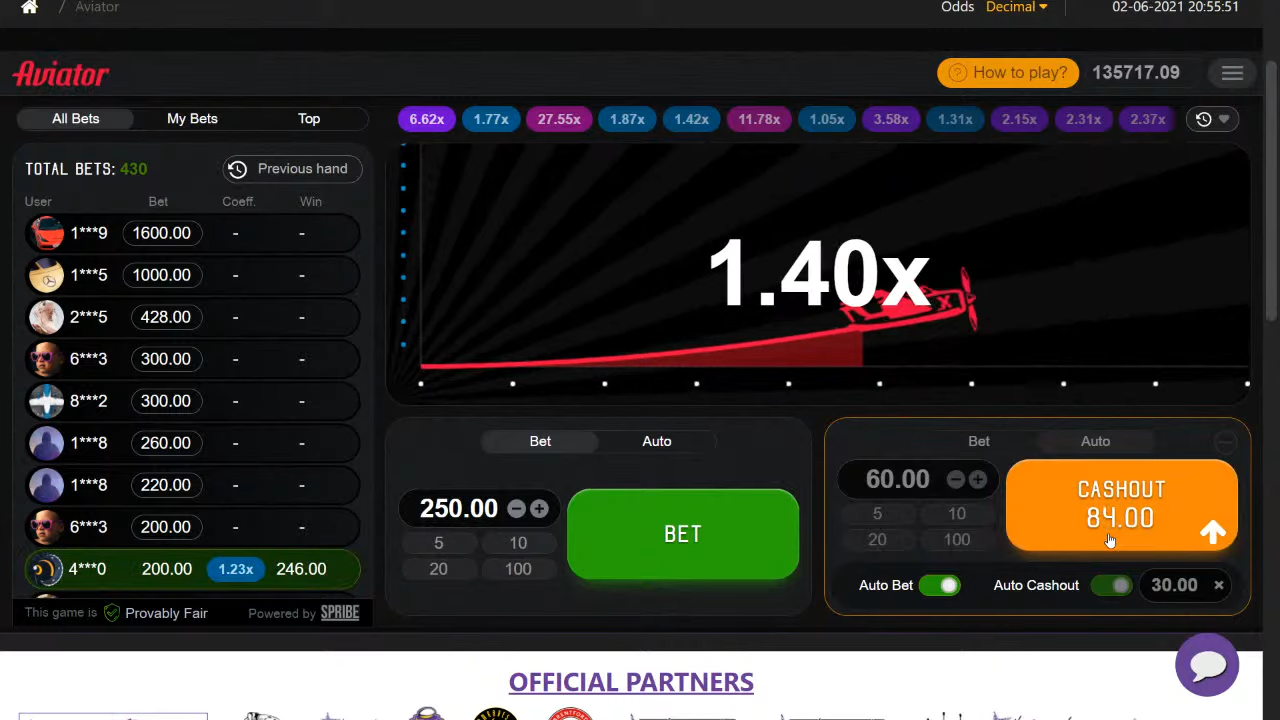 / Aviator
Odds Decimal
02-06-2021 20:55:51
Aviator
? How to play?
135717.09
All Bets My Bets Top
6.62x 1.77x 27.55x 1.87x 1.42x 11.78x 1.05x 3.58x 1.31x 2.15x 2.31x 2.37x
TOTAL BETS: 430
Previous hand
User Bet Coeff. Win
1***9 1600.00 - -
1***5 1000.00 - -
2***5 428.00 - -
6***3 300.00 - -
8***2 300.00 - -
1***8 260.00 - -
1***8 220.00 - -
6***3 200.00 - -
4***0 200.00 1.23x 246.00
This game is Provably Fair Powered by SPRIBE
1.40x
Bet Auto
250.00
5 10
20 100
BET
Bet Auto
60.00
5 10
20 100
CASHOUT
84.00
Auto Bet Auto Cashout 30.00 ×
OFFICIAL PARTNERS